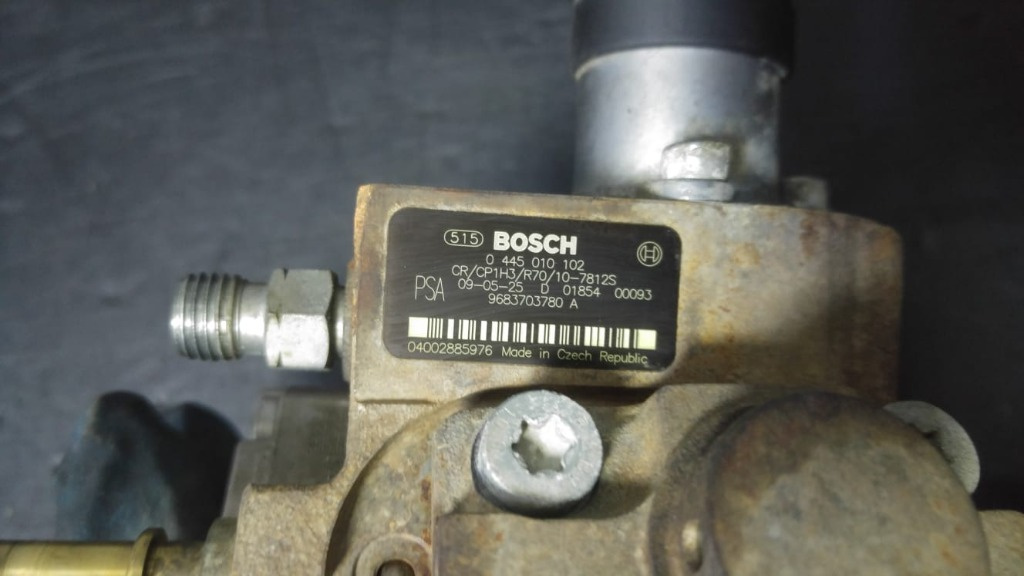 515 BOSCH
0 445 010 102
CR/CP1H3/R70/10-7812S
PSA 09-05-25 D 01854 00093
9683703780 A
04002885976 Made in Czech Republic